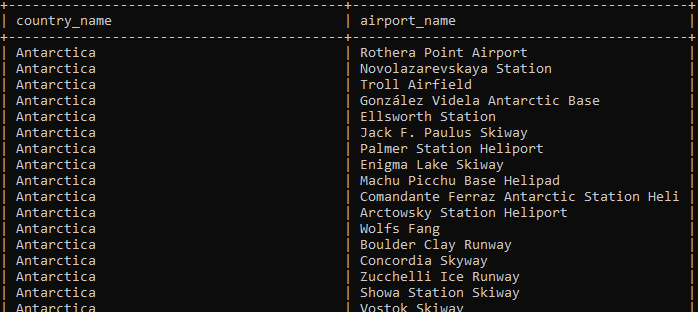 +------------------------------------------+------------------------------------------+
| country_name | airport_name |
+------------------------------------------+------------------------------------------+
| Antarctica | Rothera Point Airport |
| Antarctica | Novolazarevskaya Station |
| Antarctica | Troll Airfield |
| Antarctica | González Videla Antarctic Base |
| Antarctica | Ellsworth Station |
| Antarctica | Jack F. Paulus Skiway |
| Antarctica | Palmer Station Heliport |
| Antarctica | Enigma Lake Skiway |
| Antarctica | Machu Picchu Base Helipad |
| Antarctica | Comandante Ferraz Antarctic Station Heli |
| Antarctica | Arctowsky Station Heliport |
| Antarctica | Wolfs Fang |
| Antarctica | Boulder Clay Runway |
| Antarctica | Concordia Skyway |
| Antarctica | Zucchelli Ice Runway |
| Antarctica | Showa Station Skiway |
| Antarctica | Vostok Skiway |